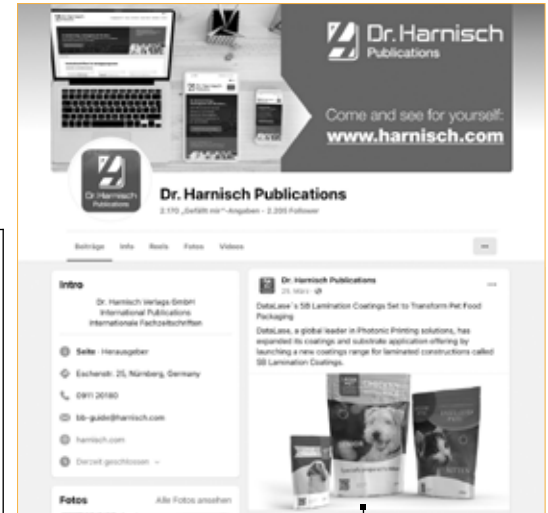 Dr. Harnisch
Publications
Come and see for yourself:
www.harnisch.com
Dr. Harnisch
Publications
Dr. Harnisch Publications
2.170 „Gefällt mir“-Angaben • 2.205 Follower
Beiträge Info Reels Fotos Videos
Intro
Dr. Harnisch Verlags GmbH
International Publications
Internationale Fachzeitschriften
Seite · Herausgeber
Eschenstr. 25, Nürnberg, Germany
0911 20180
bb-guide@harnisch.com
harnisch.com
Derzeit geschlossen
Fotos
Alle Fotos ansehen
Dr. Harnisch Publications
DataLase´s SB Lamination Coatings Set to Transform Pet Food
Packaging
DataLase, a global leader in Photonic Printing solutions, has
expanded its coatings and substrate application offering by
launching a new coatings range for laminated constructions called
SB Lamination Coatings.